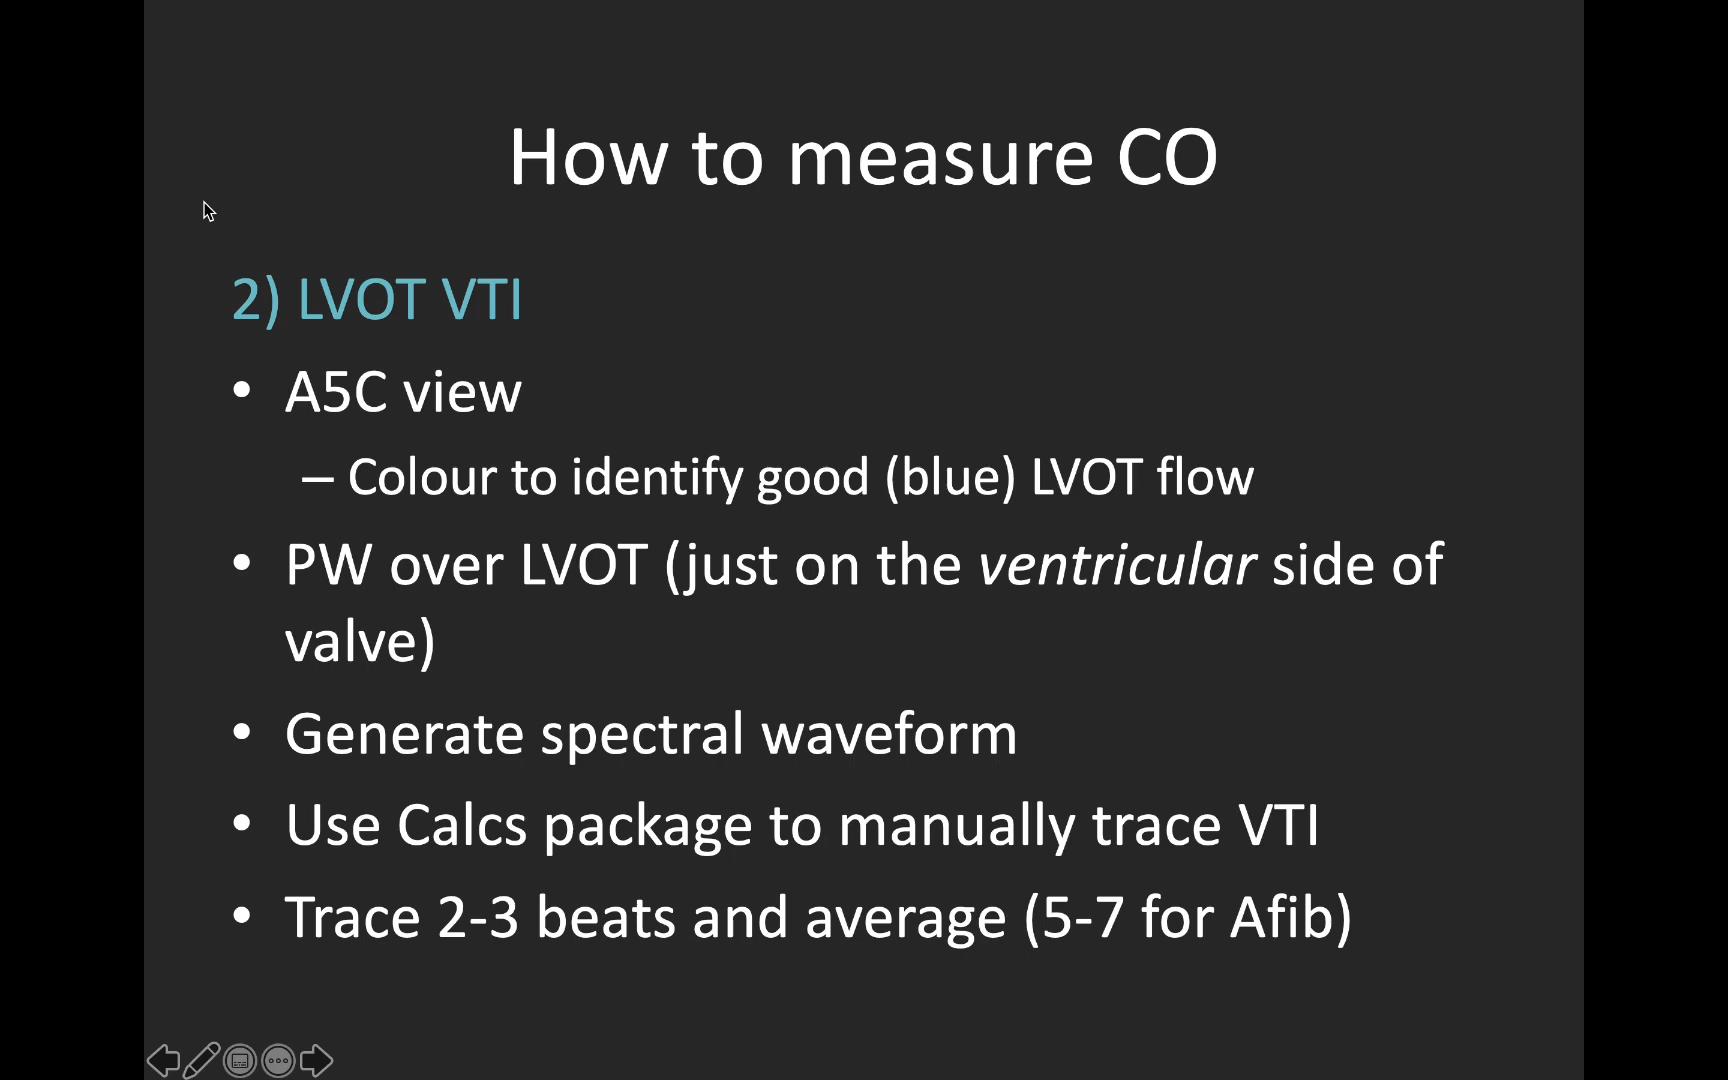 How to measure CO
2) LVOT VTI
• A5C view
– Colour to identify good (blue) LVOT flow
• PW over LVOT (just on the ventricular side of
valve)
• Generate spectral waveform
• Use Calcs package to manually trace VTI
• Trace 2-3 beats and average (5-7 for Afib)